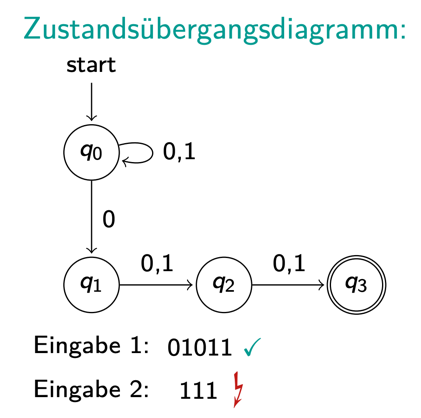 Zustandsübergangsdiagramm:
start
q0
0,1
0
0,1
0,1
q1
q2
q3
Eingabe 1: 01011 ✓
Eingabe 2: 111